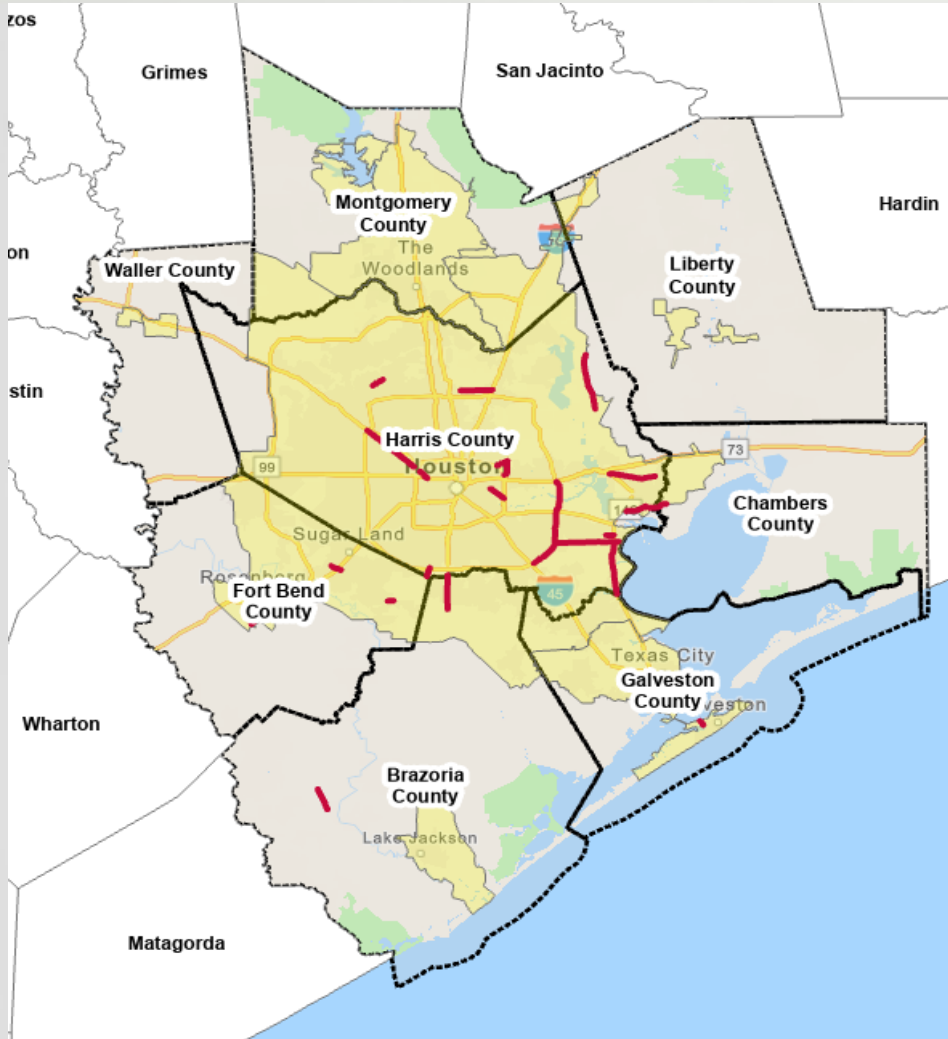 zos
Grimes
San Jacinto
Hardin
Montgomery
County
The
Woodlands
on
Waller County
Liberty
County
stin
Harris County
Houston
99
73
Chambers
County
Sugar Land
Rosenberg
Fort Bend
County
45
Texas City
Galveston
County
veston
Wharton
Brazoria
County
Lake Jackson
Matagorda